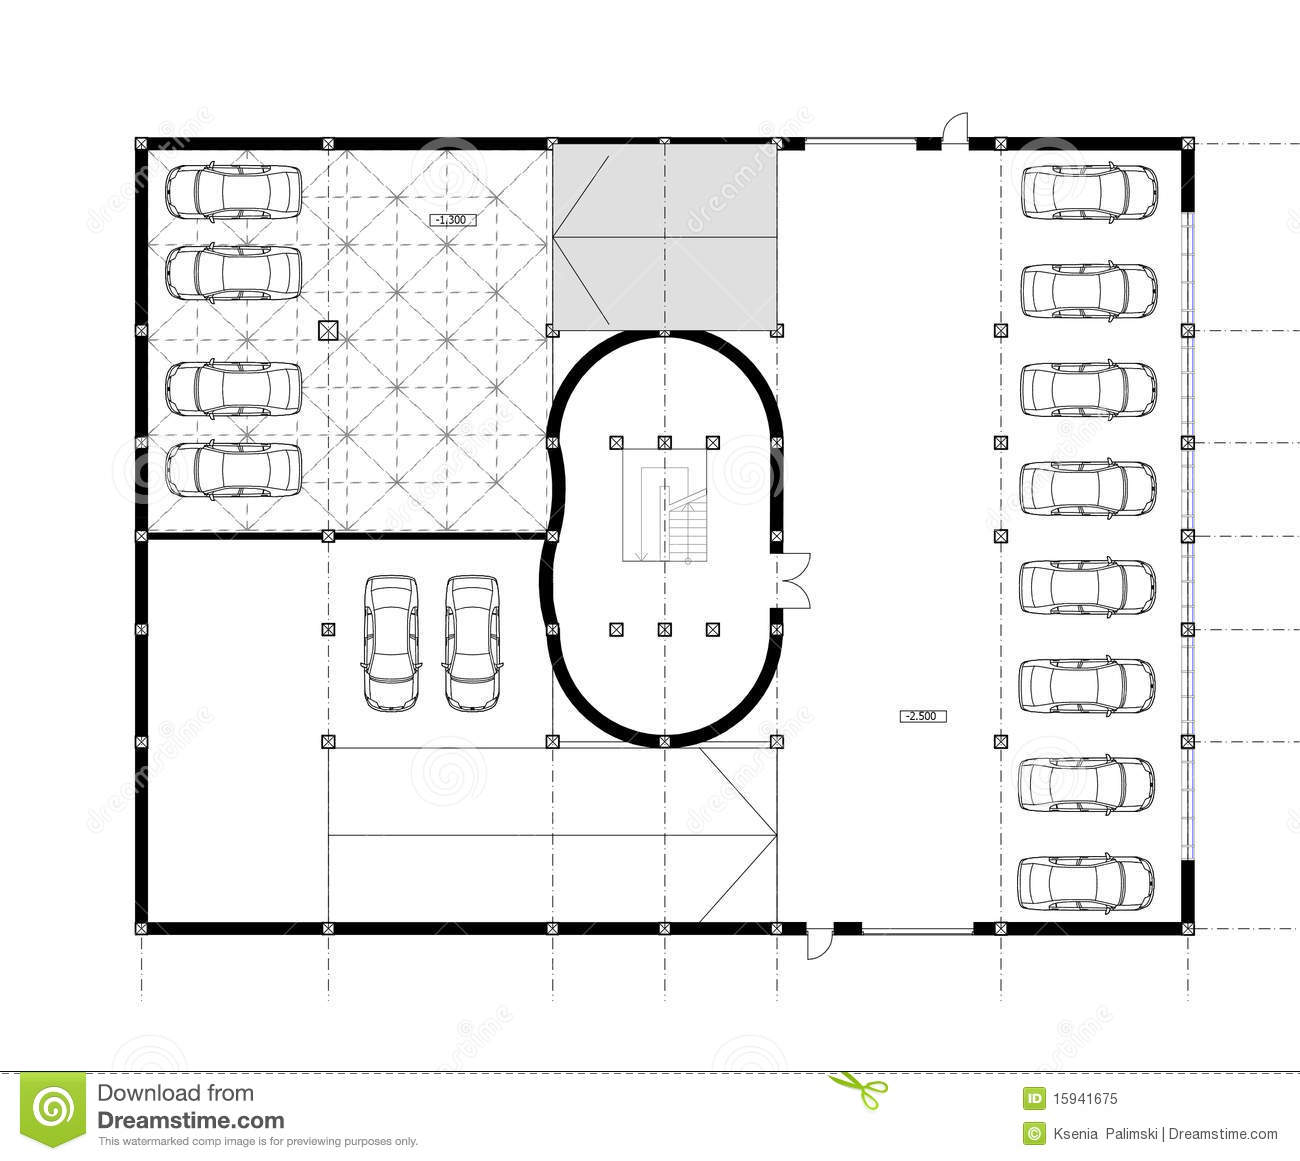 -1,300
-2.500
Download from
Dreamstime.com
This watermarked comp image is for previewing purposes only.
ID 15941675
© Ksenia Palimski | Dreamstime.com